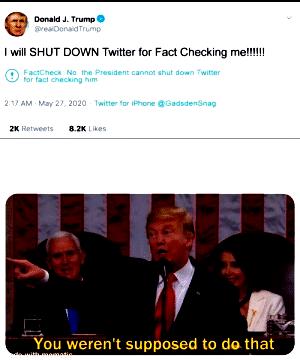 Donald J. Trump
@realDonaldTrump
I will SHUT DOWN Twitter for Fact Checking me!!!!!!
FactCheck: No, the President cannot shut down Twitter
for fact checking him
2:17 AM · May 27, 2020 · Twitter for iPhone @GadsdenSnag
2K Retweets 8.2K Likes
You weren't supposed to do that
made with mematic